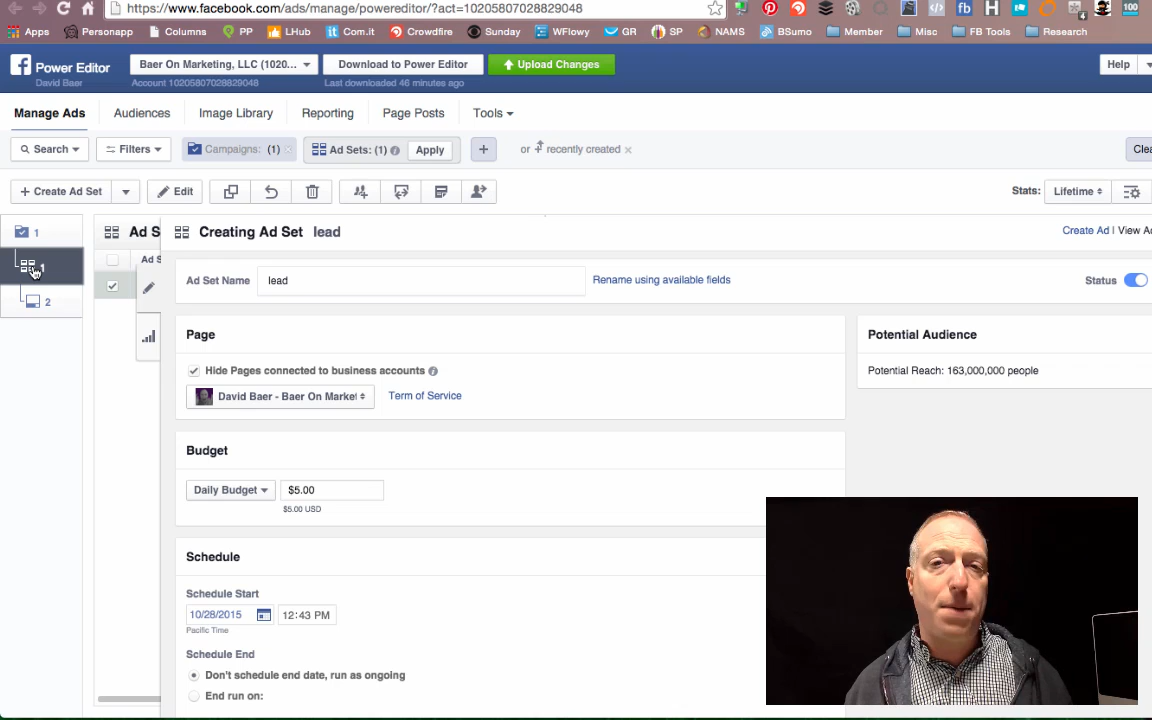 https://www.facebook.com/ads/manage/powereditor/?act=10205807028829048
Apps Personapp Columns PP LHub Com.it Crowdfire Sunday WFlowy GR SP NAMS BSumo Member Misc FB Tools Research
4 100
Power Editor
David Baer
Baer On Marketing, LLC (1020...
Account 10205807028829048
Download to Power Editor
Last downloaded 46 minutes ago
Upload Changes
Help
Manage Ads Audiences Image Library Reporting Page Posts Tools
Search Filters Campaigns: (1) Ad Sets: (1) Apply + or recently created Clea
+ Create Ad Set Edit Stats: Lifetime
1
1
2
Ad S
Ad S
Creating Ad Set lead
Create Ad | View Ad
Ad Set Name lead Rename using available fields Status
Page
Hide Pages connected to business accounts
David Baer - Baer On Market Term of Service
Potential Audience
Potential Reach: 163,000,000 people
Budget
Daily Budget $5.00
$5.00 USD
Schedule
Schedule Start
10/28/2015 12:43 PM
Pacific Time
Schedule End
Don't schedule end date, run as ongoing
End run on: